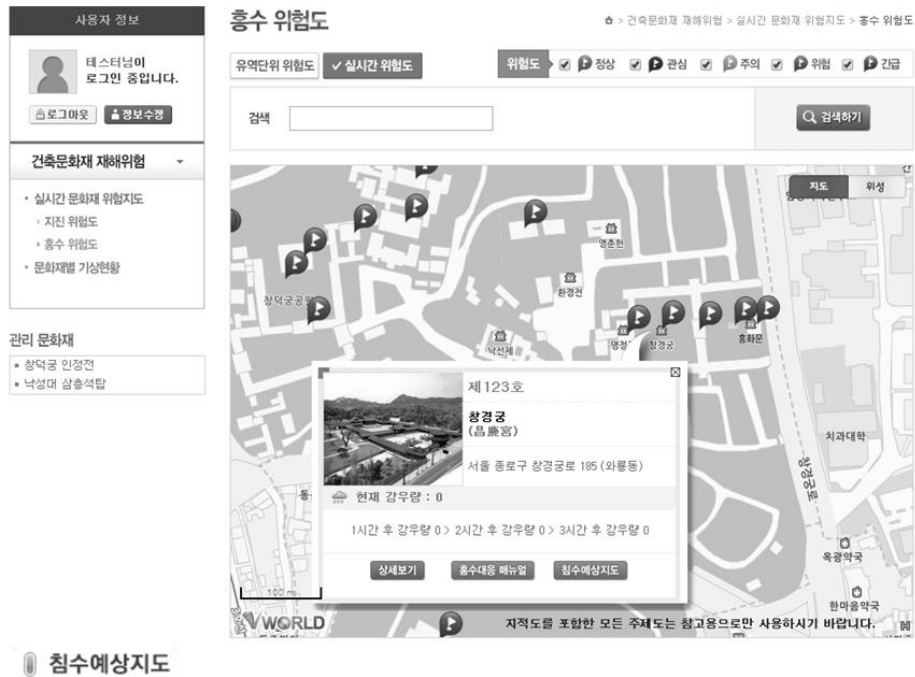 사용자 정보
테스터님이
로그인 중입니다.
로그아웃
정보수정
건축문화재 재해위험
실시간 문화재 위험지도
지진 위험도
홍수 위험도
문화재별 기상현황
관리 문화재
창덕궁 인정전
낙성대 삼층석탑
홍수 위험도
> 건축문화재 재해위험 > 실시간 문화재 위험지도 > 홍수 위험도
유역단위 위험도
실시간 위험도
위험도
정상
관심
주의
위험
긴급
검색
검색하기
지도
위성
영춘헌
환경전
창덕궁공원
낙선재
명정
창경궁
홍화문
제123호
창경궁
(昌慶宮)
서울 종로구 창경궁로 185 (와룡동)
현재 강우량 : 0
1시간 후 강우량 0 > 2시간 후 강우량 0 > 3시간 후 강우량 0
상세보기
홍수대응 매뉴얼
침수예상지도
치과대학
창경궁로
옥광약국
한마음약국
100 m
VWORLD
지적도를 포함한 모든 주제도는 참고용으로만 사용하시기 바랍니다.
침수예상지도